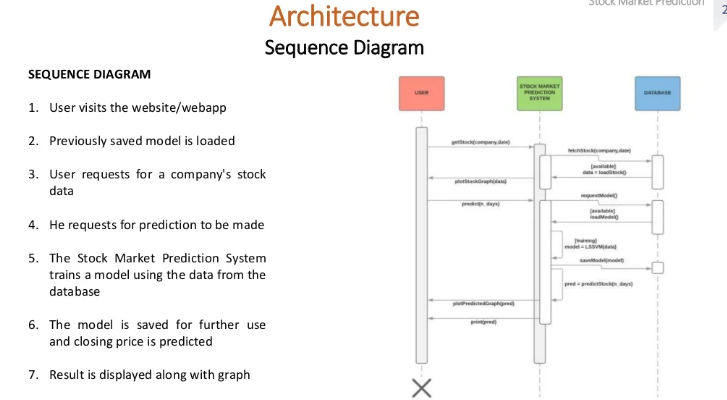 Stock Market Prediction
2
Architecture
Sequence Diagram
SEQUENCE DIAGRAM
1. User visits the website/webapp
2. Previously saved model is loaded
3. User requests for a company's stock
data
4. He requests for prediction to be made
5. The Stock Market Prediction System
trains a model using the data from the
database
6. The model is saved for further use
and closing price is predicted
7. Result is displayed along with graph
USER
STOCK MARKET
PREDICTION
SYSTEM
DATABASE
getStock(company,date)
fetchStock(company,date)
[available]
data = loadStock()
plotStockGraph(data)
requestModel()
predict(n_days)
[available]
loadModel()
[training]
model = LSSVM(data)
saveModel(model)
pred = predictStock(n_days)
plotPredictedGraph(pred)
print(pred)